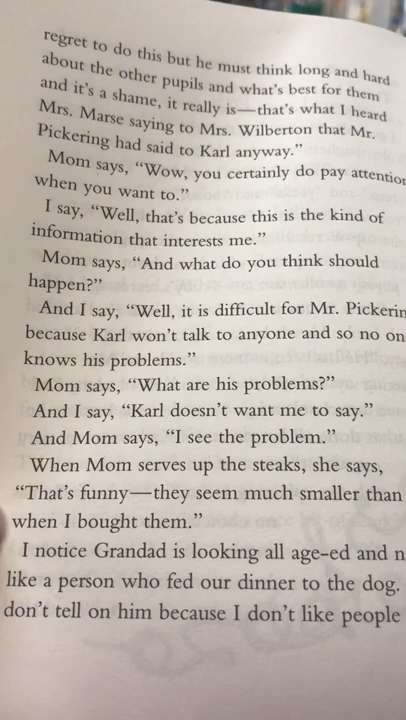 regret to do this but he must think long and hard
about the other pupils and what's best for them
and it's a shame, it really is—that's what I heard
Mrs. Marse saying to Mrs. Wilberton that Mr.
Pickering had said to Karl anyway."
Mom says, "Wow, you certainly do pay attention
when you want to."
I say, "Well, that's because this is the kind of
information that interests me."
Mom says, "And what do you think should
happen?"
And I say, "Well, it is difficult for Mr. Pickerin
because Karl won't talk to anyone and so no on
knows his problems."
Mom says, "What are his problems?"
And I say, "Karl doesn't want me to say."
And Mom says, "I see the problem."
When Mom serves up the steaks, she says,
"That's funny—they seem much smaller than
when I bought them."
I notice Grandad is looking all age-ed and n
like a person who fed our dinner to the dog.
don't tell on him because I don't like people